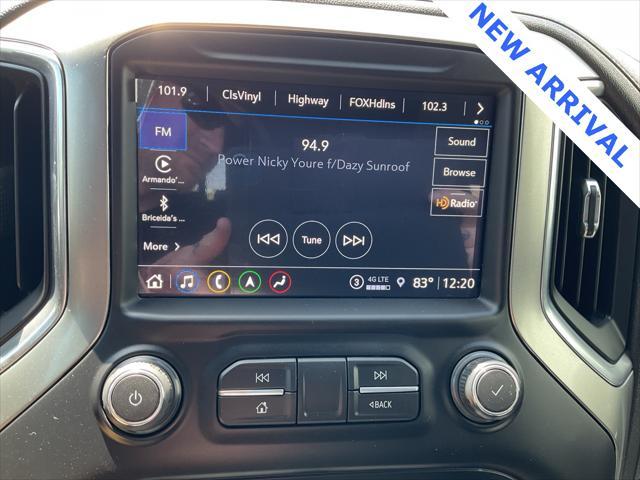 NEW ARRIVAL
101.9 ClsVinyl Highway FOXHdlns 102.3
FM
94.9
Power Nicky Youre f/Dazy Sunroof
Sound
Browse
HD Radio
Armando'...
Briceida's ...
More
Tune
3 4G LTE 83° 12:20
BACK